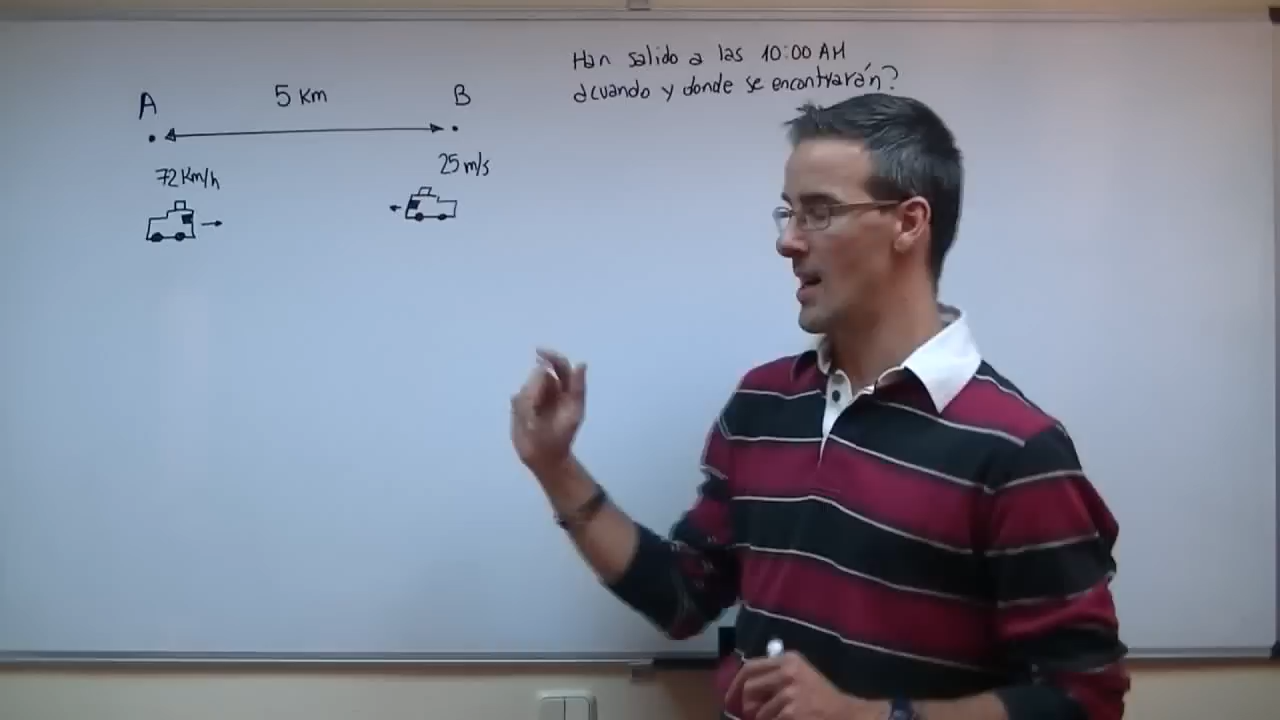 Han salido a las 10:00 AM
¿cuando y donde se encontrarán?
A 5 Km B
72 Km/h
25 m/s